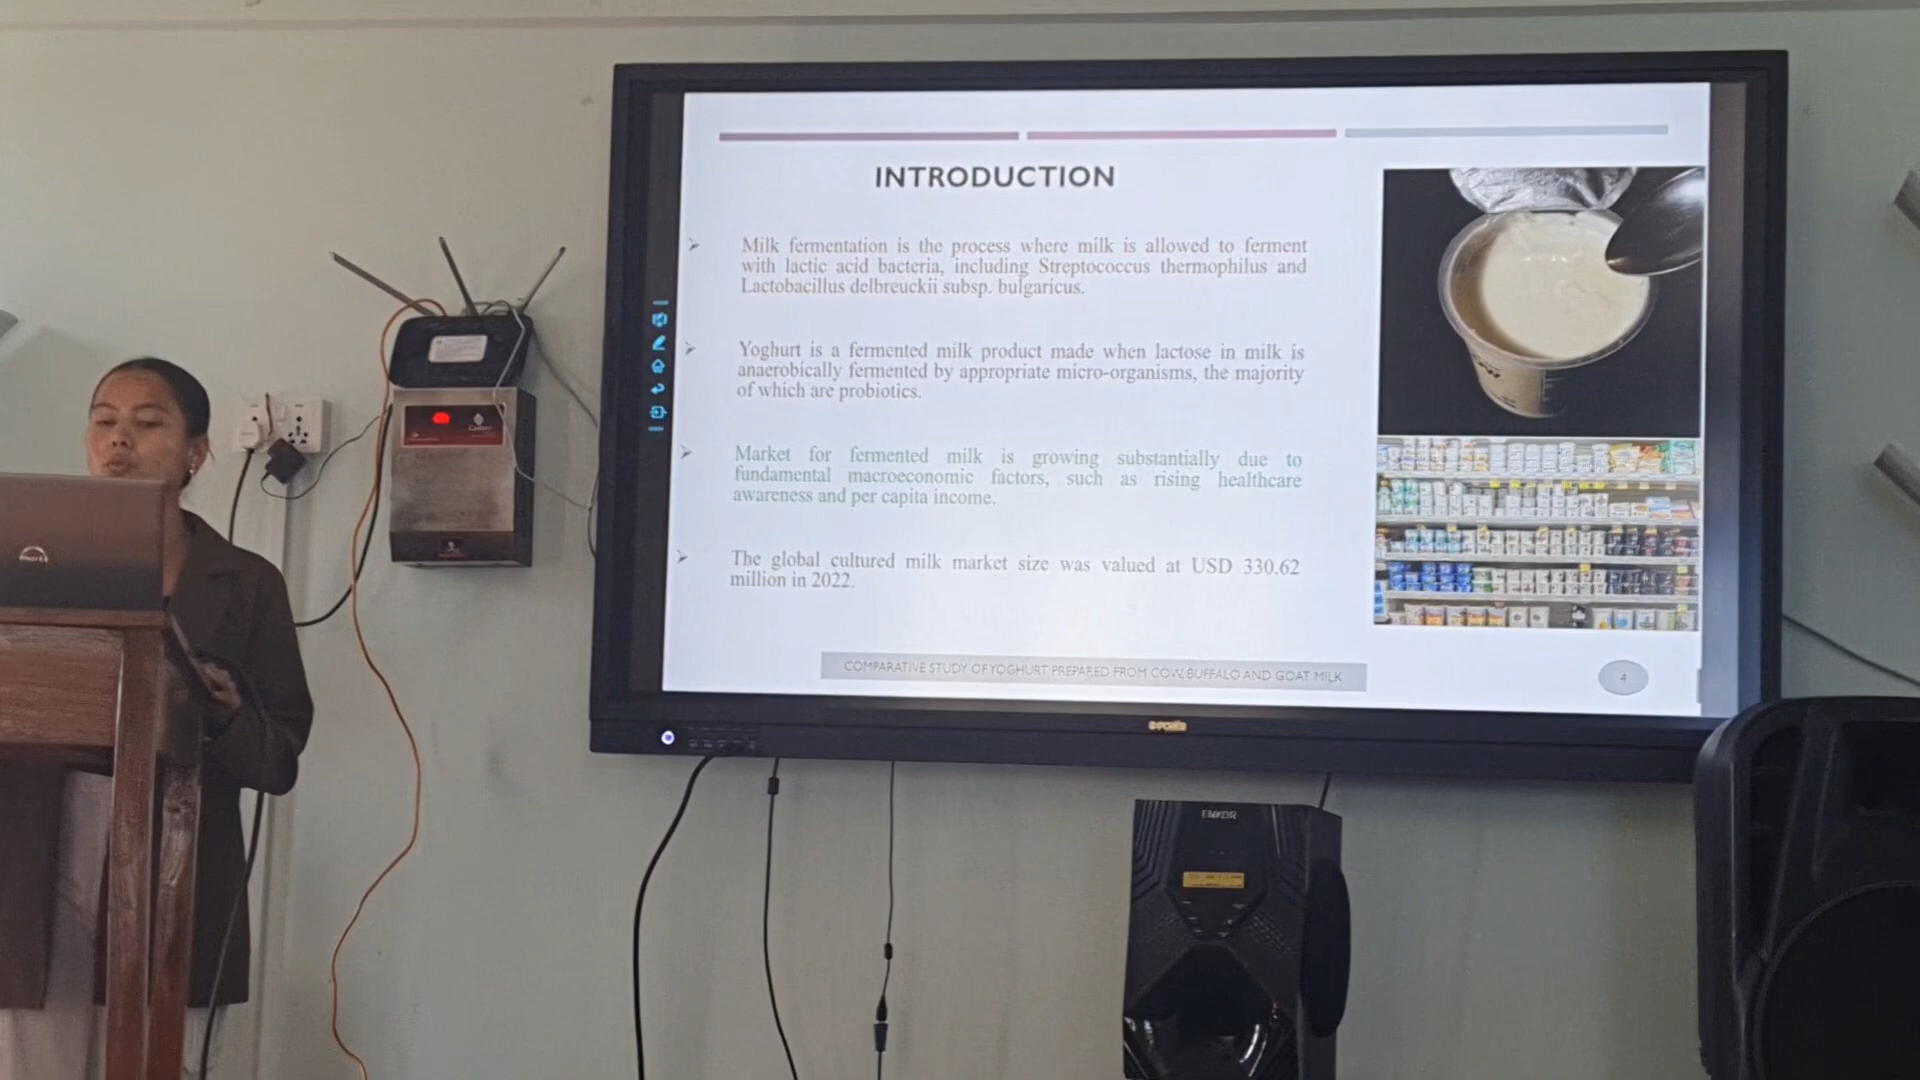 INTRODUCTION
Milk fermentation is the process where milk is allowed to ferment
with lactic acid bacteria, including Streptococcus thermophilus and
Lactobacillus delbreuckii subsp. bulgaricus.
Yoghurt is a fermented milk product made when lactose in milk is
anaerobically fermented by appropriate micro-organisms, the majority
of which are probiotics.
Market for fermented milk is growing substantially due to
fundamental macroeconomic factors, such as rising healthcare
awareness and per capita income.
The global cultured milk market size was valued at USD 330.62
million in 2022.
COMPARATIVE STUDY OF YOGHURT PREPARED FROM COW, BUFFALO AND GOAT MILK
4